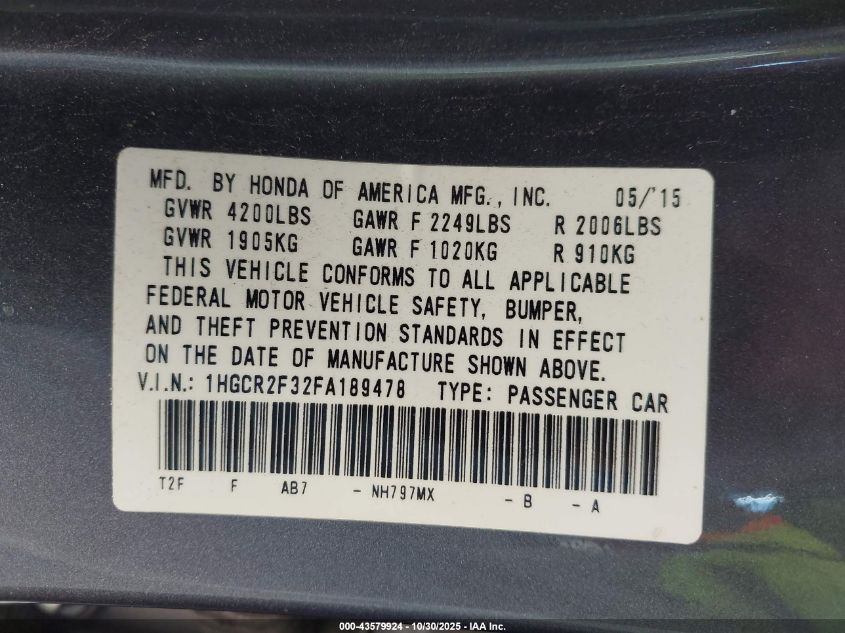 MFD. BY HONDA OF AMERICA MFG., INC. 05/'15
GVWR 4200LBS GAWR F 2249LBS R 2006LBS
GVWR 1905KG GAWR F 1020KG R 910KG
THIS VEHICLE CONFORMS TO ALL APPLICABLE
FEDERAL MOTOR VEHICLE SAFETY, BUMPER,
AND THEFT PREVENTION STANDARDS IN EFFECT
ON THE DATE OF MANUFACTURE SHOWN ABOVE.
V.I.N.: 1HGCR2F32FA189478 TYPE: PASSENGER CAR
T2F F AB7 - NH797MX - B - A
000-43579924 - 10/30/2025 - IAA Inc.